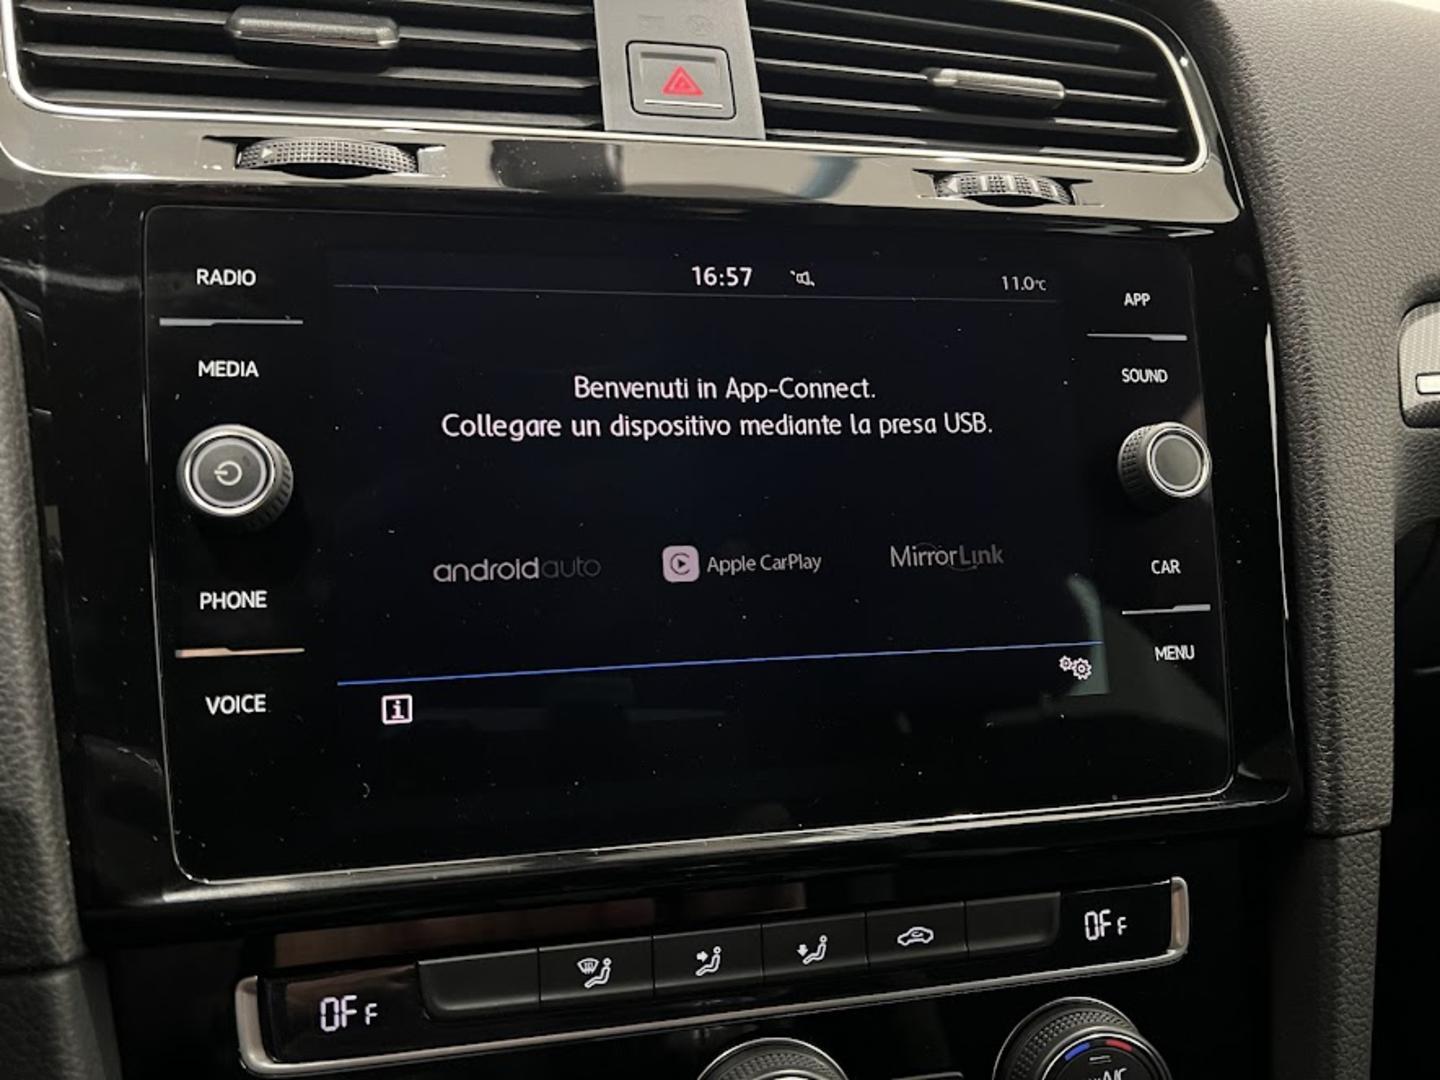 RADIO
16:57
11.0°C
APP
MEDIA
SOUND
Benvenuti in App-Connect.
Collegare un dispositivo mediante la presa USB.
androidauto
Apple CarPlay
MirrorLink
PHONE
CAR
VOICE
MENU
i
OFF
OFF